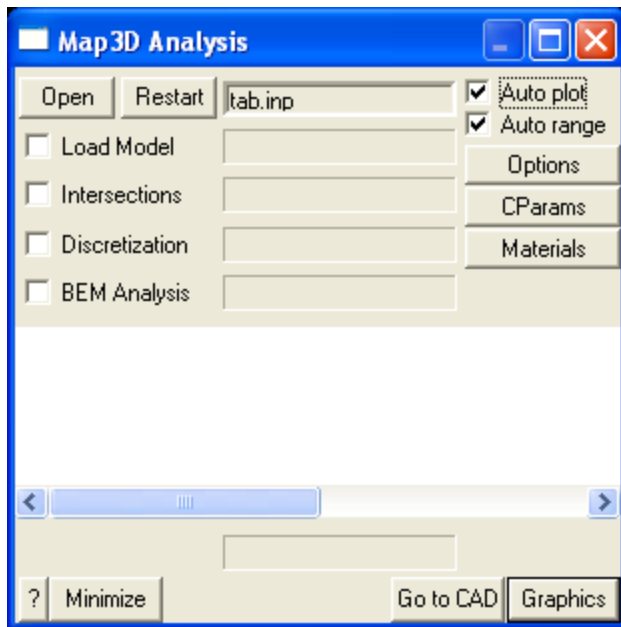 Map3D Analysis
Open Restart tab.inp Auto plot
Auto range
Load Model
Options
Intersections
CParams
Discretization
Materials
BEM Analysis
? Minimize Go to CAD Graphics